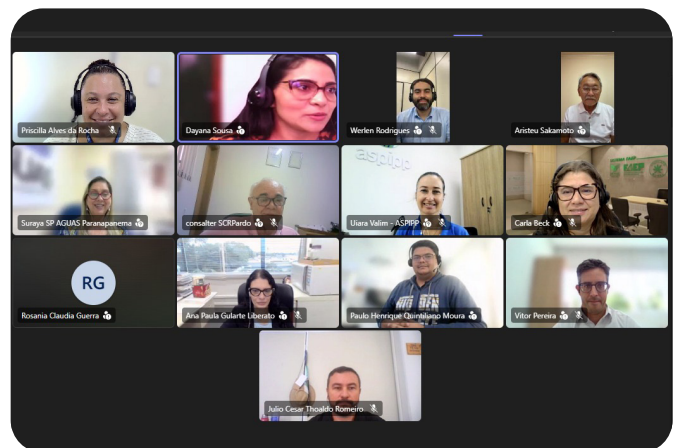 Priscilla Alves da Rocha
Dayana Sousa
Werlen Rodrigues
Aristeu Sakamoto
Suraya SP AGUAS Paranapanema
consalter SCRPardo
aspipp
Uiara Valim - ASPIPP
Carla Beck
RG
Rosania Claudia Guerra
Ana Paula Gularte Liberato
Paulo Henrique Quintiliano Moura
Vitor Pereira
Julio Cesar Thoaldo Romeiro